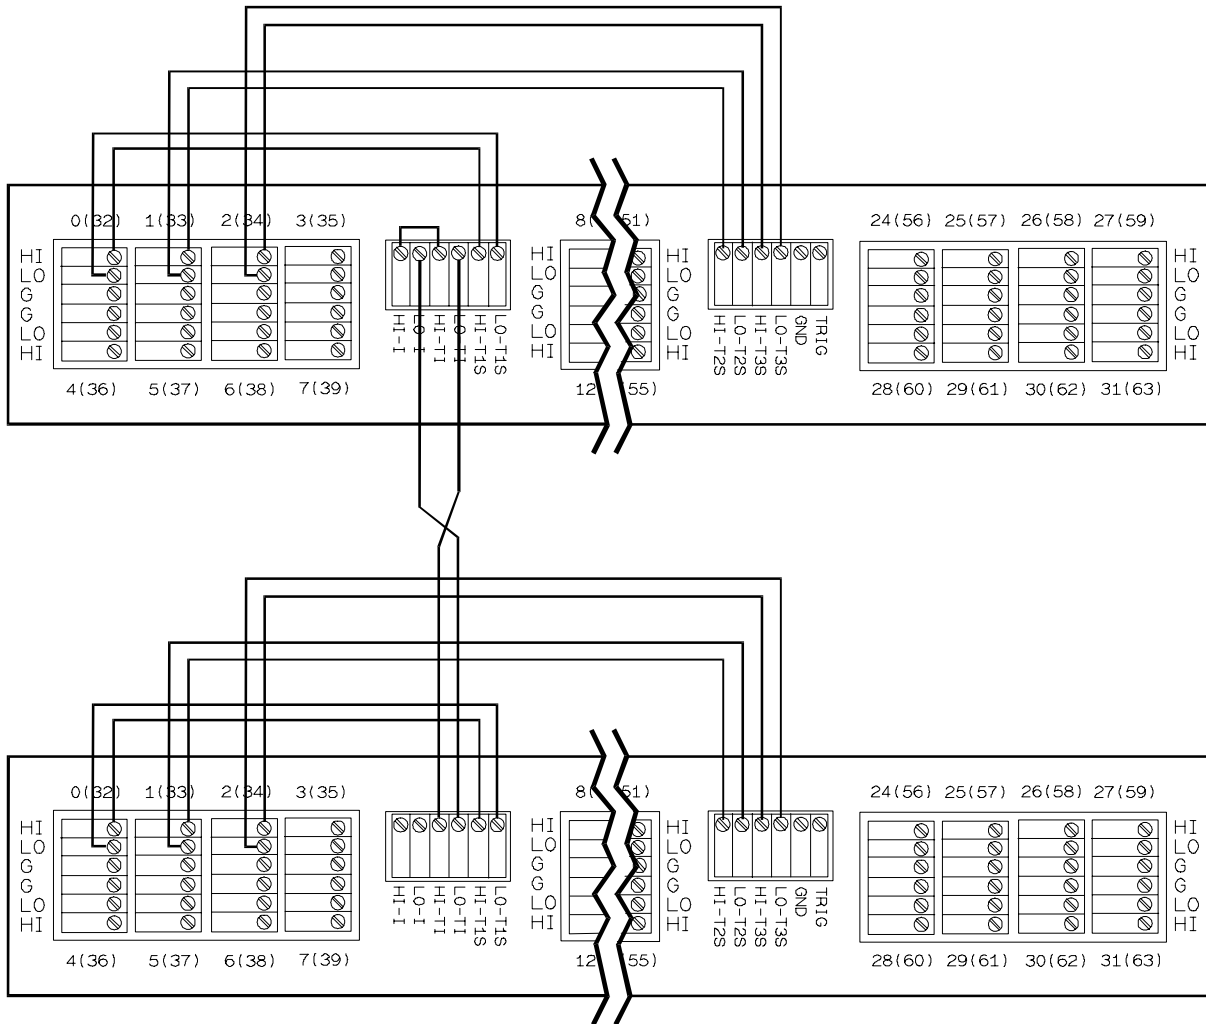 0(32) 1(33) 2(34) 3(35) 8 51) 24(56) 25(57) 26(58) 27(59)
HI HI HI HI
LO LO LO LO
G G G G
G G G G
LO LO LO LO
HI HI HI HI
HI-I
LO-I
HI-TI
LO-TI
HI-T1S
LO-T1S
HI-T2S
LO-T2S
HI-T3S
LO-T3S
GND
TRIG
4(36) 5(37) 6(38) 7(39) 12 55) 28(60) 29(61) 30(62) 31(63)
0(32) 1(33) 2(34) 3(35) 8 51) 24(56) 25(57) 26(58) 27(59)
HI HI HI HI
LO LO LO LO
G G G G
G G G G
LO LO LO LO
HI HI HI HI
HI-I
LO-I
HI-TI
LO-TI
HI-T1S
LO-T1S
HI-T2S
LO-T2S
HI-T3S
LO-T3S
GND
TRIG
4(36) 5(37) 6(38) 7(39) 12 55) 28(60) 29(61) 30(62) 31(63)